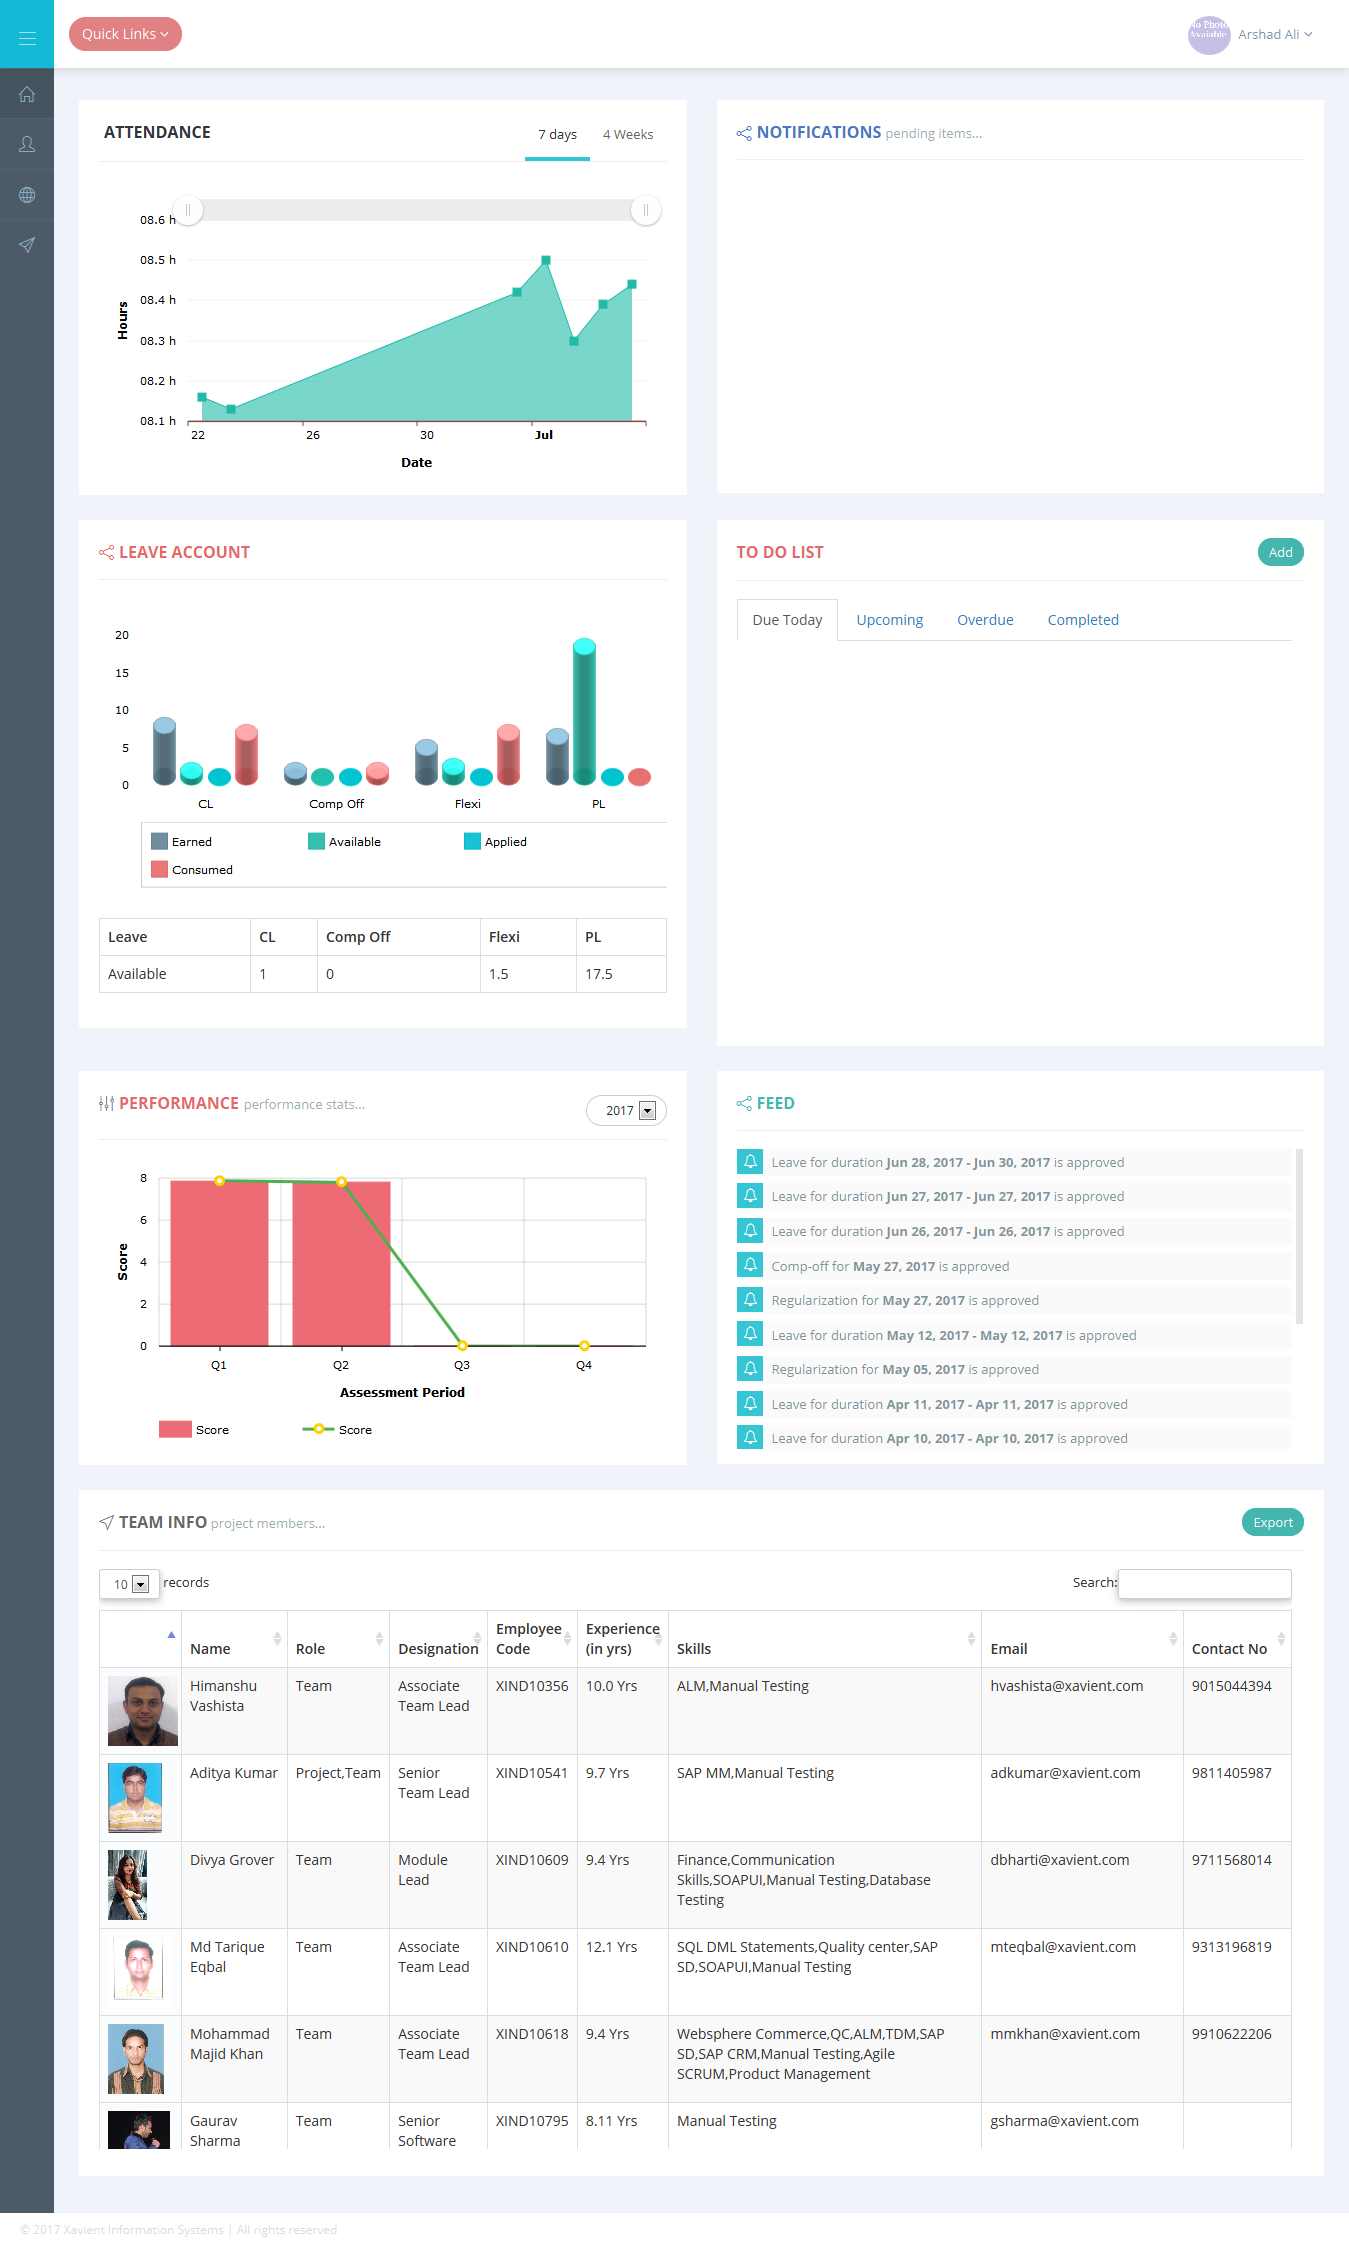 Quick Links
No Photo
Avaiable
Arshad Ali
ATTENDANCE
7 days
4 Weeks
08.6 h
08.5 h
08.4 h
08.3 h
08.2 h
08.1 h
Hours
22
26
30
Jul
Date
NOTIFICATIONS pending items...
LEAVE ACCOUNT
20
15
10
5
0
CL
Comp Off
Flexi
PL
Earned
Available
Applied
Consumed
Leave CL Comp Off Flexi PL
Available 1 0 1.5 17.5
TO DO LIST
Add
Due Today
Upcoming
Overdue
Completed
PERFORMANCE performance stats...
2017
8
6
4
2
0
Score
Q1
Q2
Q3
Q4
Assessment Period
Score
Score
FEED
Leave for duration Jun 28, 2017 - Jun 30, 2017 is approved
Leave for duration Jun 27, 2017 - Jun 27, 2017 is approved
Leave for duration Jun 26, 2017 - Jun 26, 2017 is approved
Comp-off for May 27, 2017 is approved
Regularization for May 27, 2017 is approved
Leave for duration May 12, 2017 - May 12, 2017 is approved
Regularization for May 05, 2017 is approved
Leave for duration Apr 11, 2017 - Apr 11, 2017 is approved
Leave for duration Apr 10, 2017 - Apr 10, 2017 is approved
TEAM INFO project members...
Export
10 records
Search:
Name
Role
Designation
Employee
Code
Experience
(in yrs)
Skills
Email
Contact No
Himanshu
Vashista
Team
Associate
Team Lead
XIND10356
10.0 Yrs
ALM,Manual Testing
hvashista@xavient.com
9015044394
Aditya Kumar
Project,Team
Senior
Team Lead
XIND10541
9.7 Yrs
SAP MM,Manual Testing
adkumar@xavient.com
9811405987
Divya Grover
Team
Module
Lead
XIND10609
9.4 Yrs
Finance,Communication
Skills,SOAPUI,Manual Testing,Database
Testing
dbharti@xavient.com
9711568014
Md Tarique
Eqbal
Team
Associate
Team Lead
XIND10610
12.1 Yrs
SQL DML Statements,Quality center,SAP
SD,SOAPUI,Manual Testing
mteqbal@xavient.com
9313196819
Mohammad
Majid Khan
Team
Associate
Team Lead
XIND10618
9.4 Yrs
Websphere Commerce,QC,ALM,TDM,SAP
SD,SAP CRM,Manual Testing,Agile
SCRUM,Product Management
mmkhan@xavient.com
9910622206
Gaurav
Sharma
Team
Senior
Software
XIND10795
8.11 Yrs
Manual Testing
gsharma@xavient.com
© 2017 Xavient Information Systems | All rights reserved